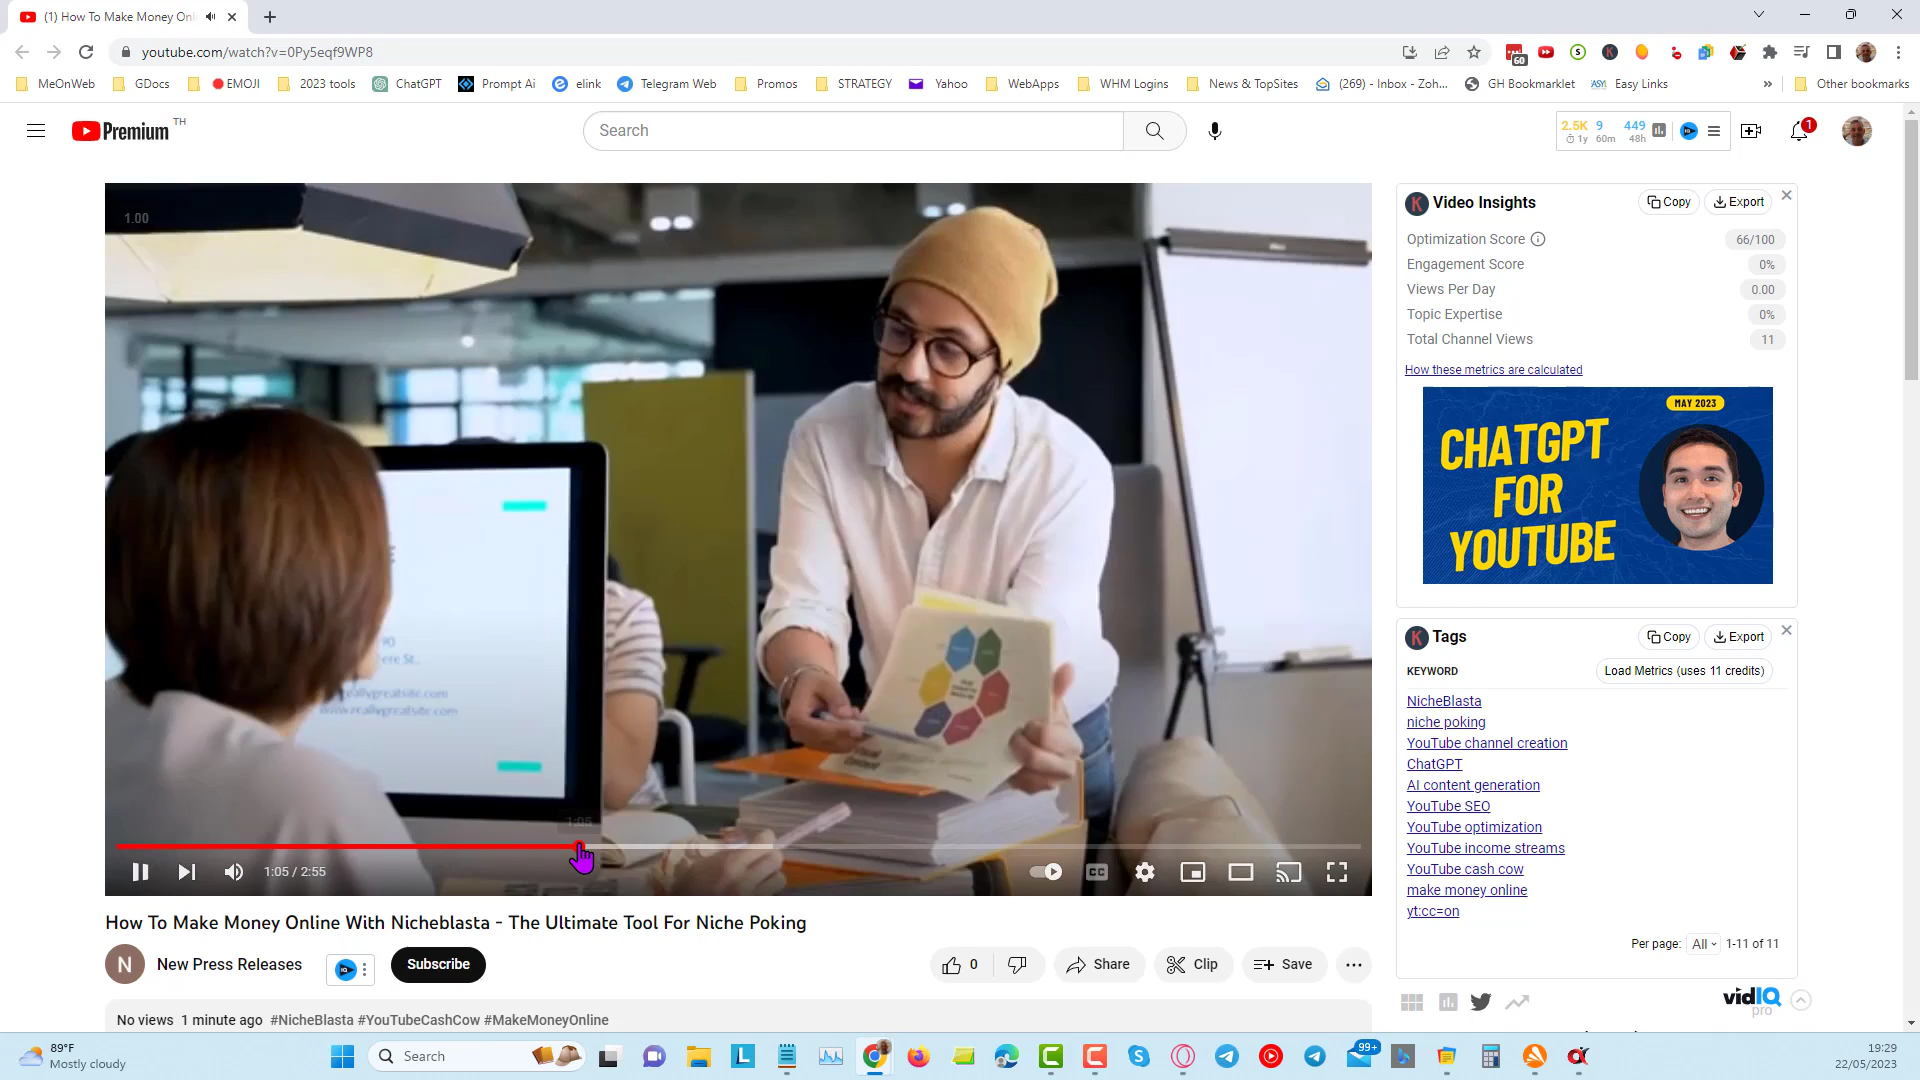 (1) How To Make Money Onl
youtube.com/watch?v=0Py5eqf9WP8
60
MeOnWeb GDocs EMOJI 2023 tools ChatGPT Prompt Ai elink Telegram Web Promos STRATEGY Yahoo WebApps WHM Logins News & TopSites (269) - Inbox - Zoh... GH Bookmarklet ASY Easy Links » Other bookmarks
Premium TH
Search
2.5K 9 449
1y 60m 48h
1
1.00
Video Insights Copy Export
Optimization Score 66/100
Engagement Score 0%
Views Per Day 0.00
Topic Expertise 0%
Total Channel Views 11
How these metrics are calculated
MAY 2023
CHATGPT
FOR
YOUTUBE
Tags Copy Export
KEYWORD Load Metrics (uses 11 credits)
NicheBlasta
niche poking
YouTube channel creation
ChatGPT
AI content generation
YouTube SEO
YouTube optimization
YouTube income streams
YouTube cash cow
make money online
yt:cc=on
Per page: All 1-11 of 11
vidIQ
pro
1:05
1:05 / 2:55
CC
How To Make Money Online With Nicheblasta - The Ultimate Tool For Niche Poking
N New Press Releases Subscribe
0 Share Clip Save
No views 1 minute ago #NicheBlasta #YouTubeCashCow #MakeMoneyOnline
89°F
Mostly cloudy
Search
99+
19:29
22/05/2023